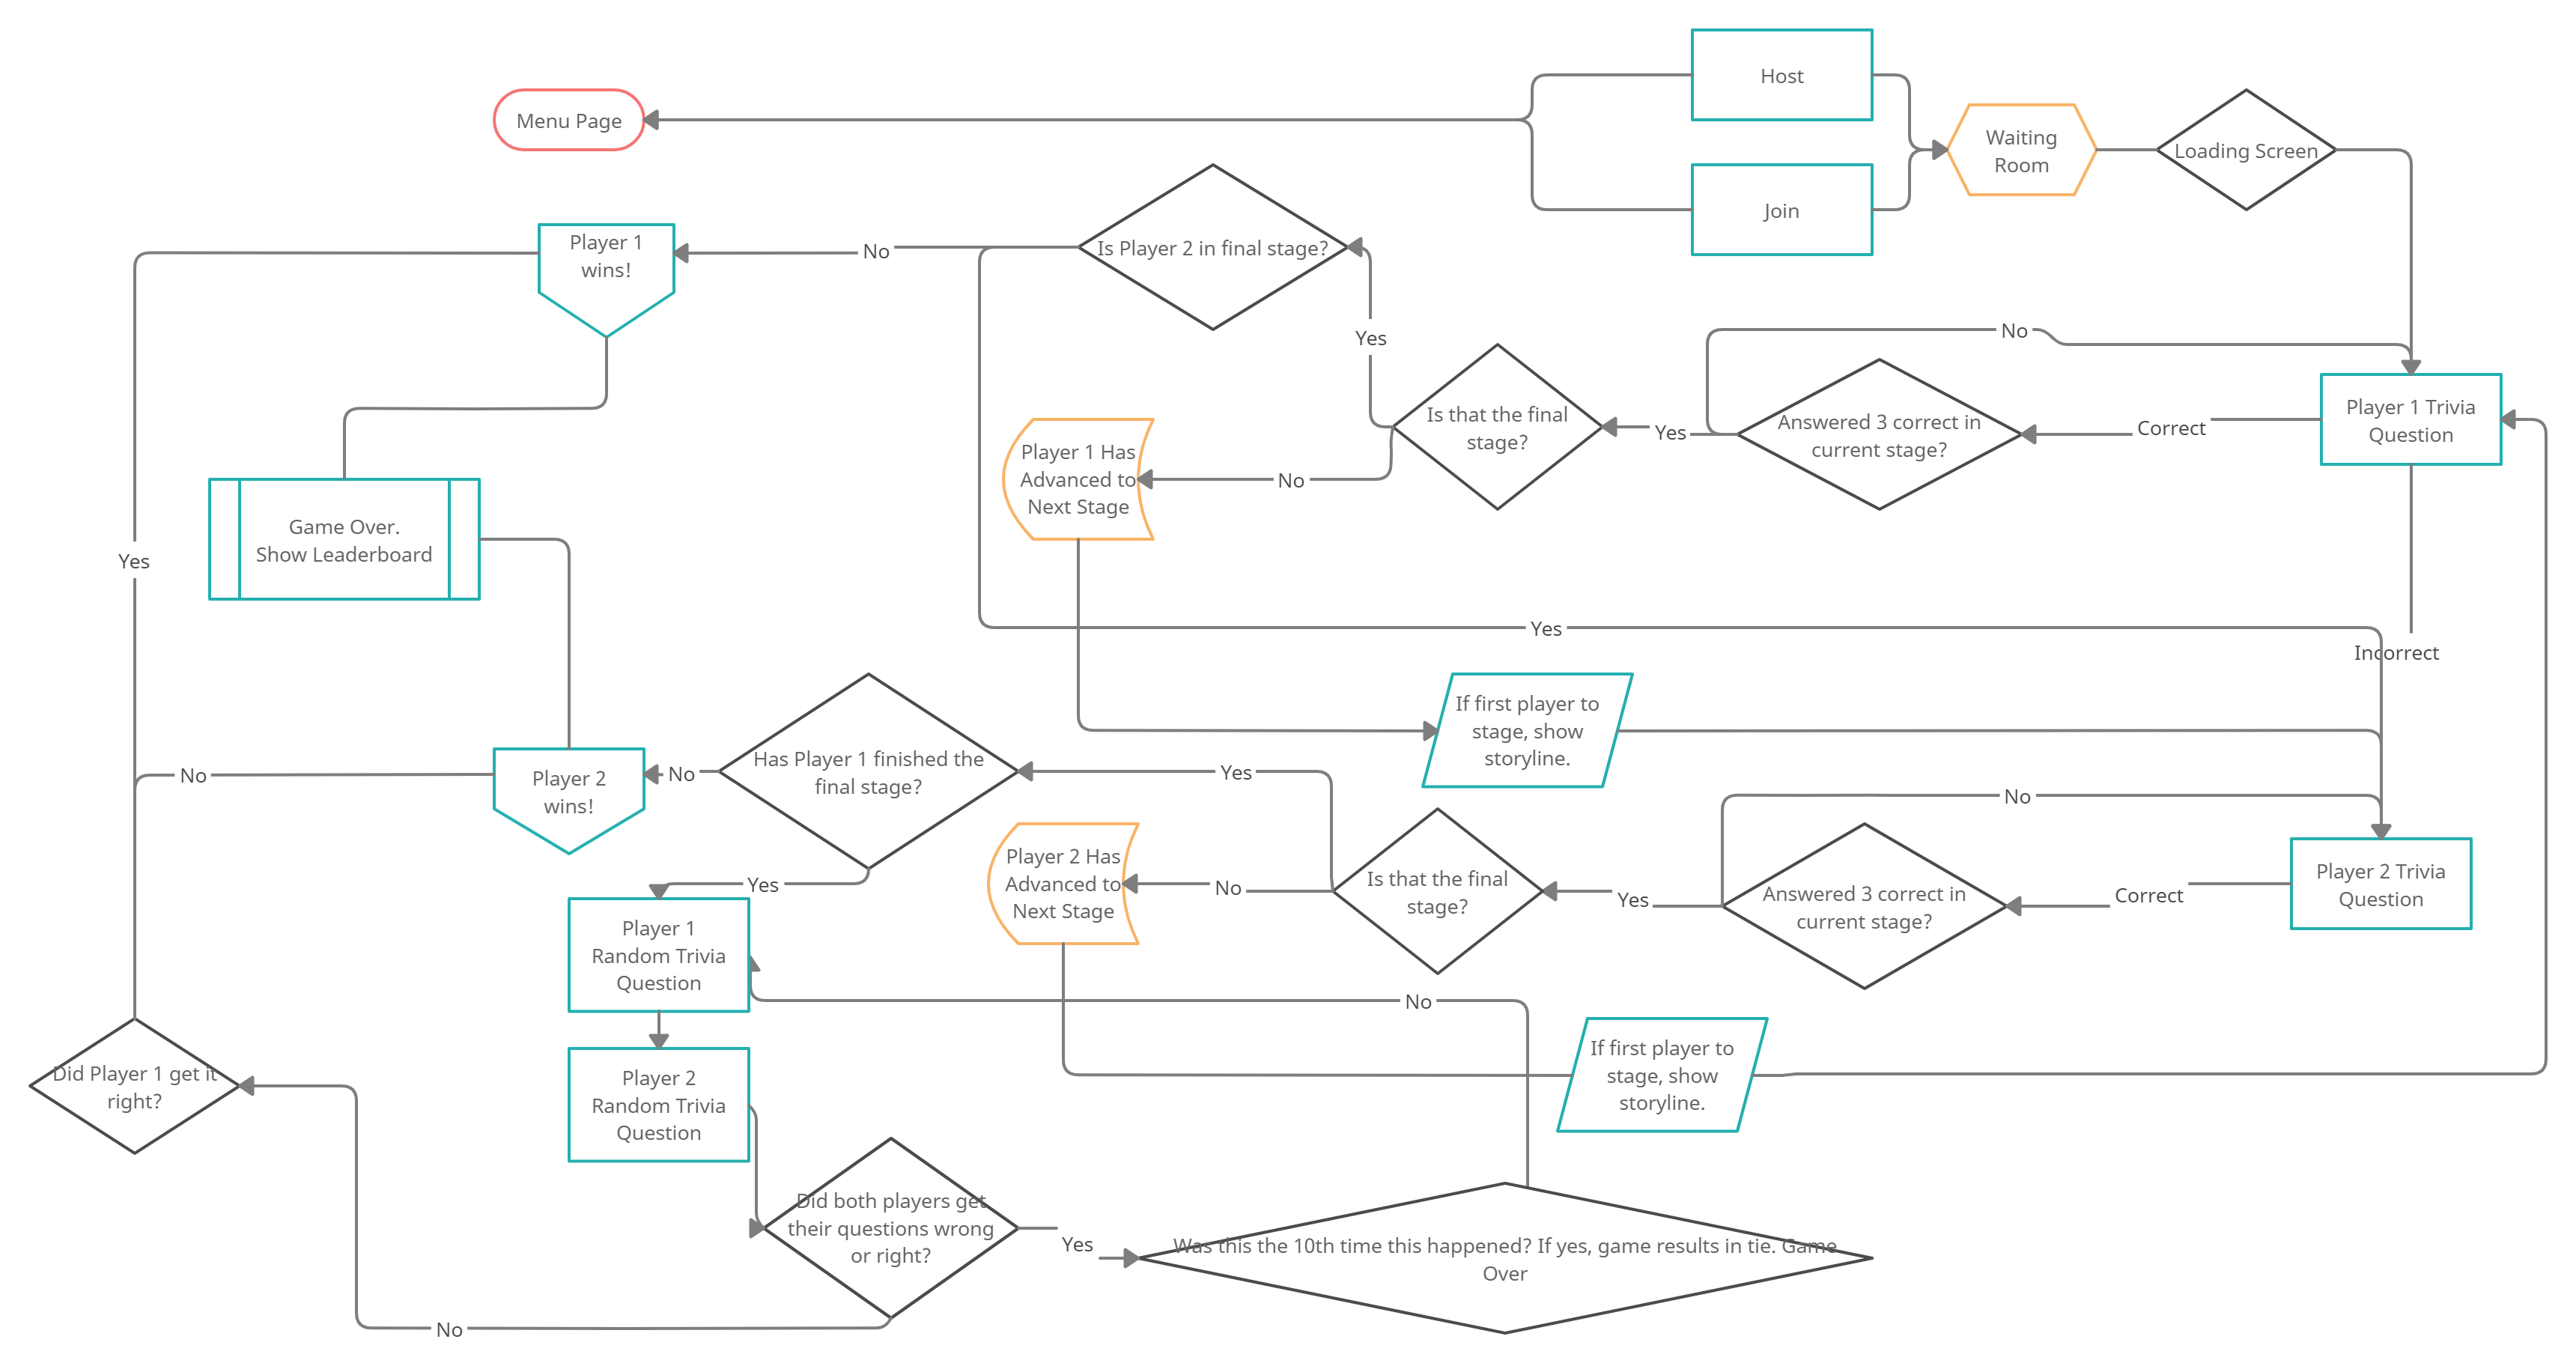 Host
Menu Page
Waiting
Room
Loading Screen
Join
Player 1
wins!
No
Is Player 2 in final stage?
Yes
No
Is that the final
stage?
Yes
Answered 3 correct in
current stage?
Correct
Player 1 Trivia
Question
Player 1 Has
Advanced to
Next Stage
No
Game Over.
Show Leaderboard
Yes
Yes
Incorrect
If first player to
stage, show
storyline.
Has Player 1 finished the
final stage?
No
Player 2
wins!
No
Yes
No
Player 2 Has
Advanced to
Next Stage
No
Is that the final
stage?
Yes
Answered 3 correct in
current stage?
Correct
Player 2 Trivia
Question
Yes
Player 1
Random Trivia
Question
No
Did Player 1 get it
right?
Player 2
Random Trivia
Question
If first player to
stage, show
storyline.
Did both players get
their questions wrong
or right?
Yes
Was this the 10th time this happened? If yes, game results in tie. Game
Over
No